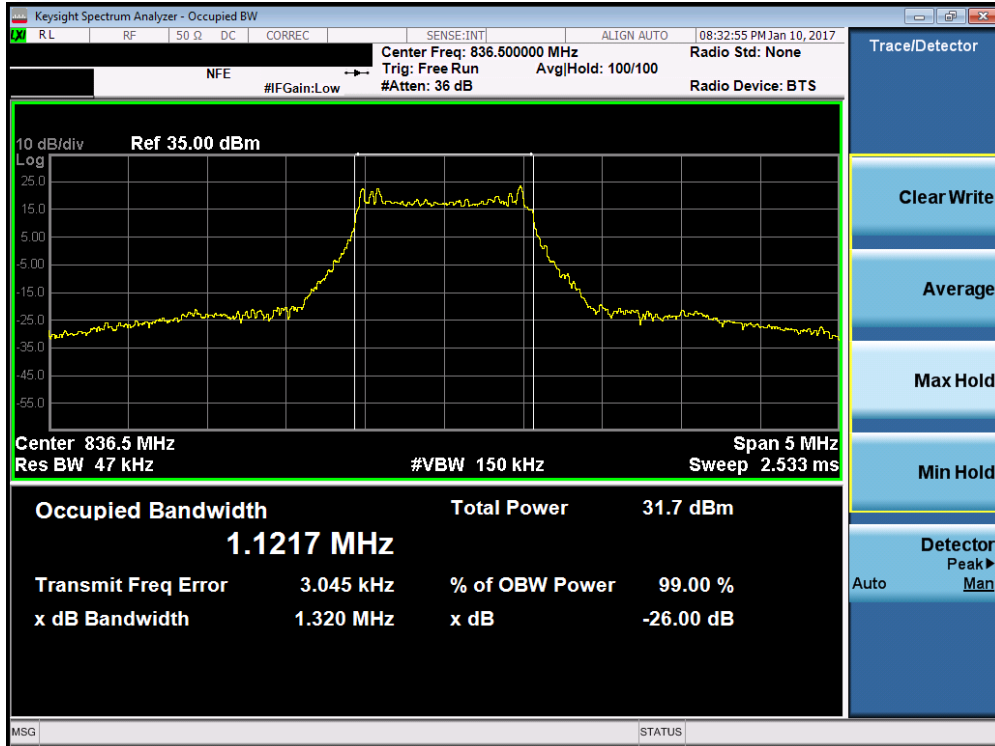 Keysight Spectrum Analyzer - Occupied BW
LXI RL RF 50 Ω DC CORREC SENSE:INT ALIGN AUTO 08:32:55 PM Jan 10, 2017
Center Freq: 836.500000 MHz Radio Std: None
NFE Trig: Free Run Avg|Hold: 100/100
#IFGain:Low #Atten: 36 dB Radio Device: BTS
Trace/Detector
10 dB/div Ref 35.00 dBm
Log
25.0
15.0
5.00
-5.00
-15.0
-25.0
-35.0
-45.0
-55.0
Center 836.5 MHz Span 5 MHz
Res BW 47 kHz #VBW 150 kHz Sweep 2.533 ms
Occupied Bandwidth Total Power 31.7 dBm
1.1217 MHz
Transmit Freq Error 3.045 kHz % of OBW Power 99.00 %
x dB Bandwidth 1.320 MHz x dB -26.00 dB
Clear Write
Average
Max Hold
Min Hold
Detector
Peak▶
Auto Man
MSG STATUS